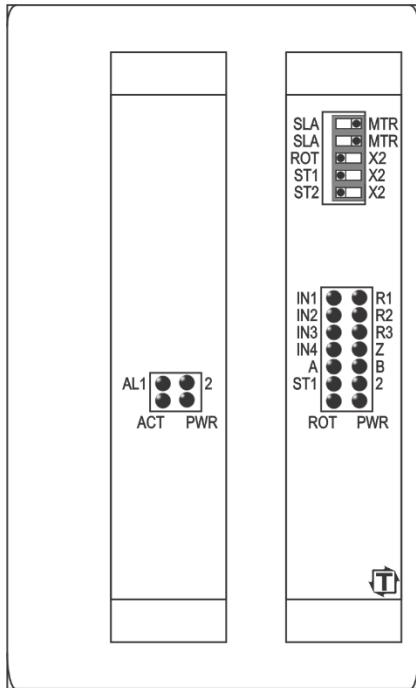 SLA MTR
SLA MTR
ROT X2
ST1 X2
ST2 X2
IN1 R1
IN2 R2
IN3 R3
IN4 Z
A B
AL1 2 ST1 2
ACT PWR ROT PWR
T